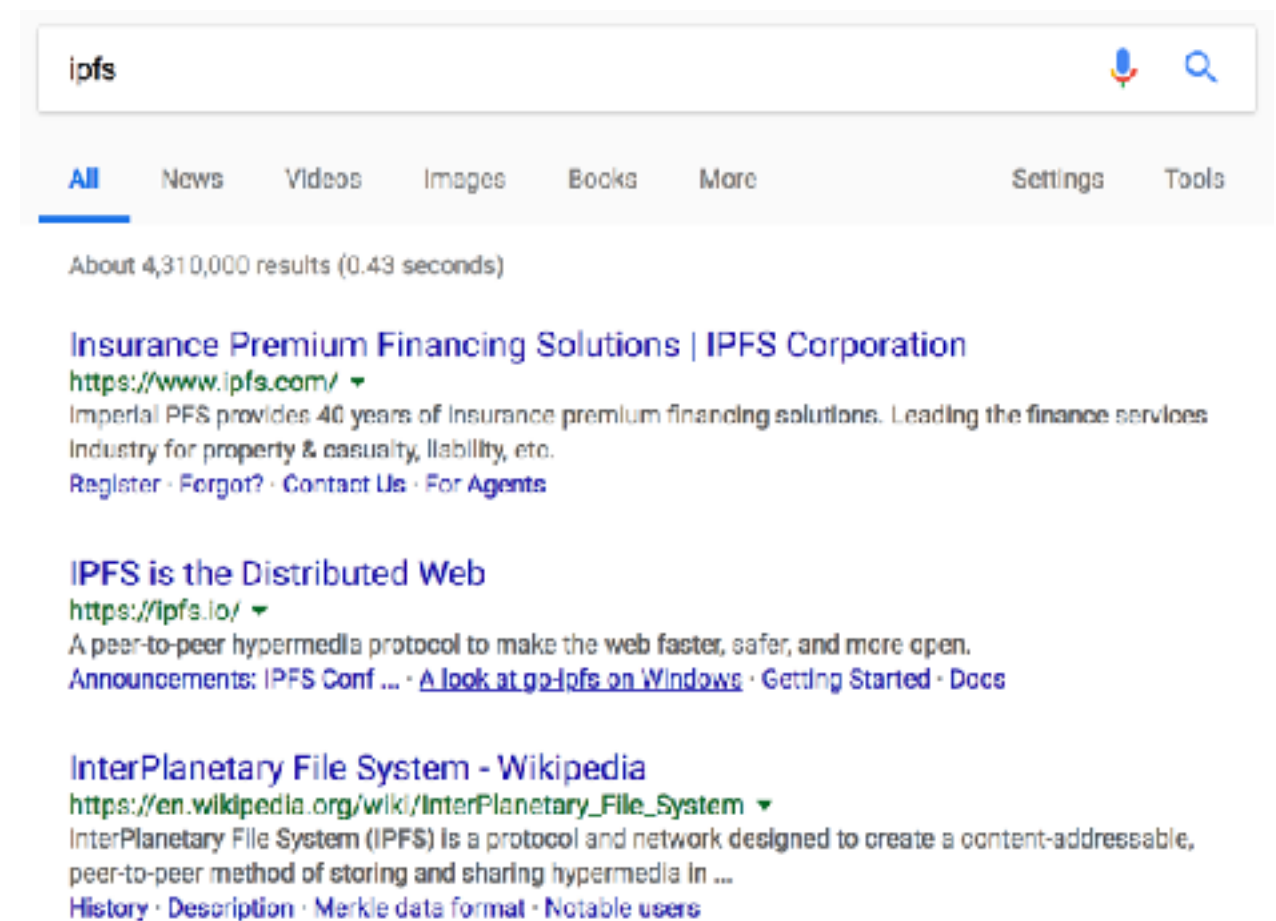 ipfs
All News Videos Images Books More Settings Tools
About 4,310,000 results (0.43 seconds)
Insurance Premium Financing Solutions | IPFS Corporation
https://www.ipfs.com/
Imperial PFS provides 40 years of insurance premium financing solutions. Leading the finance services
industry for property & casualty, liability, etc.
Register · Forgot? · Contact Us · For Agents
IPFS is the Distributed Web
https://ipfs.io/
A peer-to-peer hypermedia protocol to make the web faster, safer, and more open.
Announcements: IPFS Conf ... · A look at go-ipfs on Windows · Getting Started · Docs
InterPlanetary File System - Wikipedia
https://en.wikipedia.org/wiki/InterPlanetary_File_System
InterPlanetary File System (IPFS) is a protocol and network designed to create a content-addressable,
peer-to-peer method of storing and sharing hypermedia in ...
History · Description · Merkle data format · Notable users